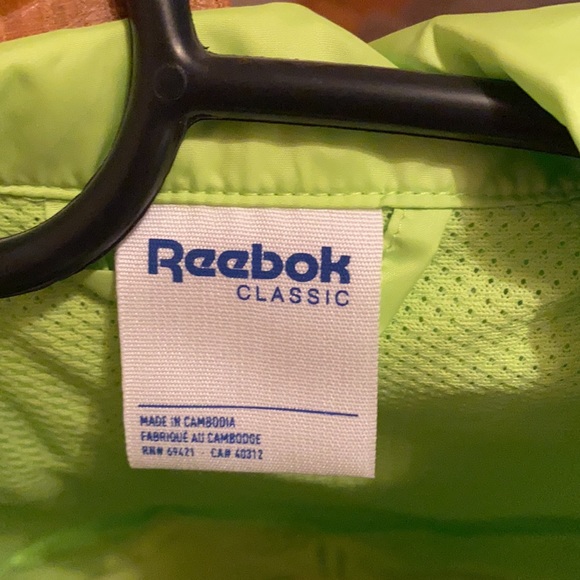 Reebok
CLASSIC
MADE IN CAMBODIA
FABRIQUÉ AU CAMBODGE
RN# 69421 · CA# 40312